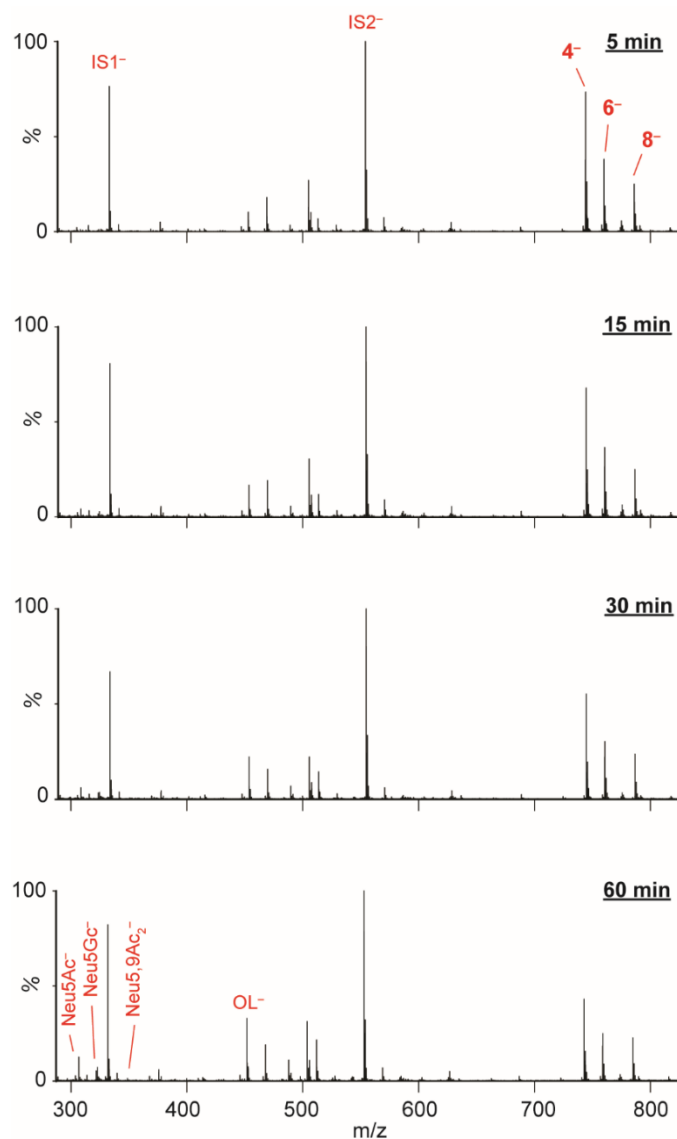 5 min
100
%
0
IS1⁻
IS2⁻
4⁻
6⁻
8⁻
15 min
100
%
0
30 min
100
%
0
60 min
100
%
0
Neu5Ac⁻
Neu5Gc⁻
Neu5,9Ac₂⁻
OL⁻
300 400 500 600 700 800
m/z